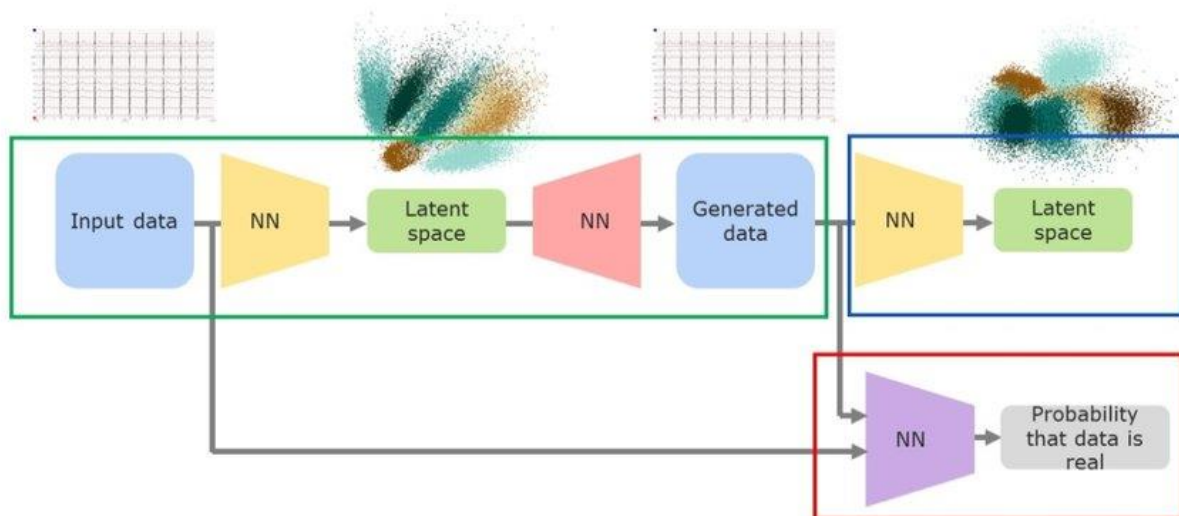 Input data
NN
Latent
space
NN
Generated
data
NN
Latent
space
NN
Probability
that data is
real